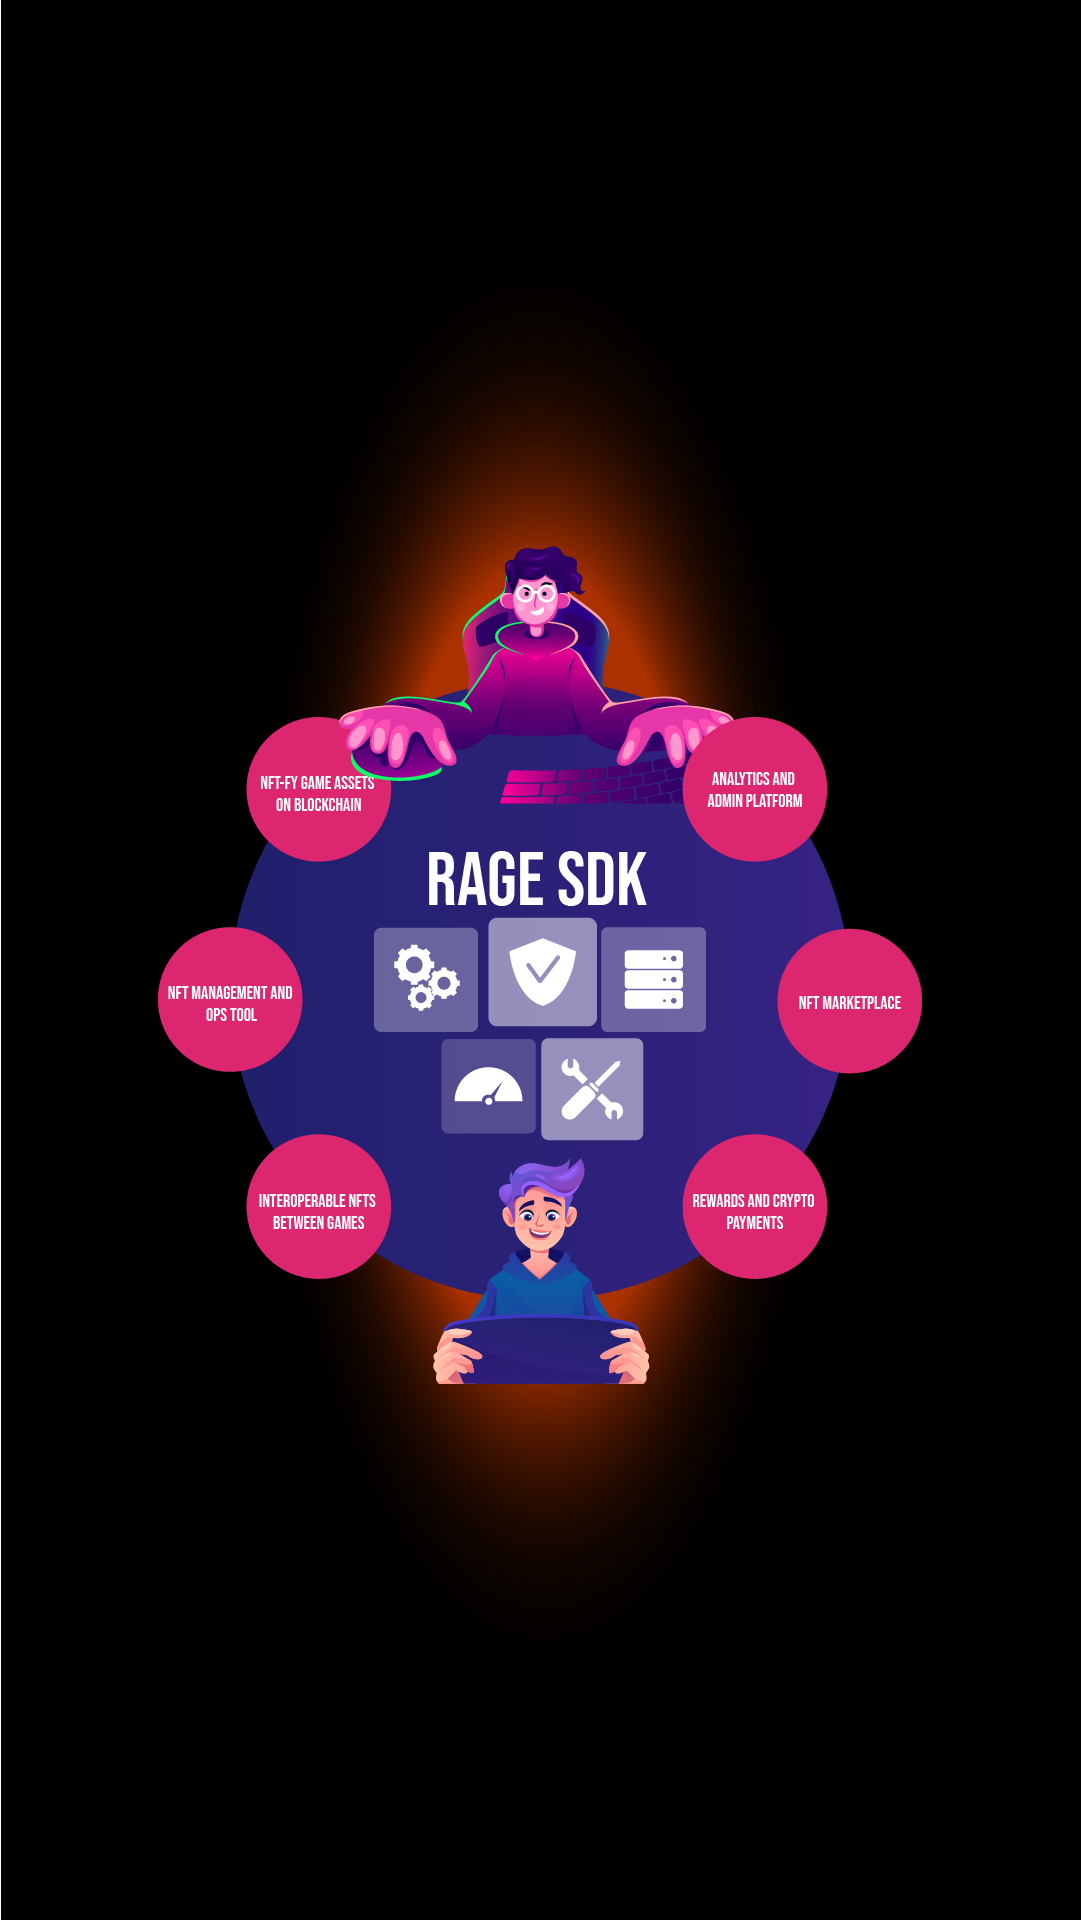 NFT-FY GAME ASSETS
ON BLOCKCHAIN
ANALYTICS AND
ADMIN PLATFORM
RAGE SDK
NFT MANAGEMENT AND
OPS TOOL
NFT MARKETPLACE
INTEROPERABLE NFTS
BETWEEN GAMES
REWARDS AND CRYPTO
PAYMENTS